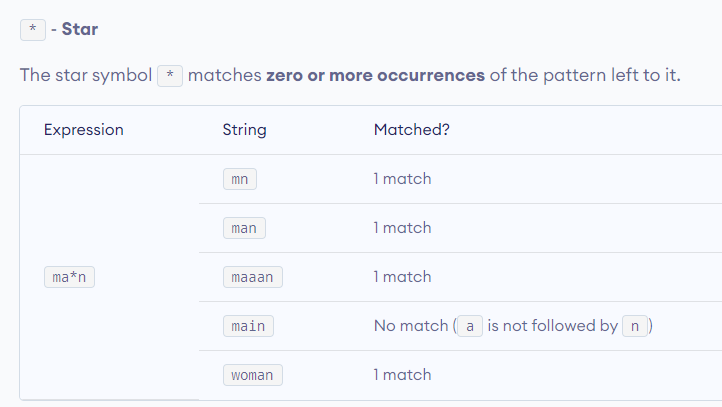 * - Star
The star symbol * matches zero or more occurrences of the pattern left to it.
Expression String Matched?
mn 1 match
man 1 match
ma*n maaan 1 match
main No match ( a is not followed by n )
woman 1 match